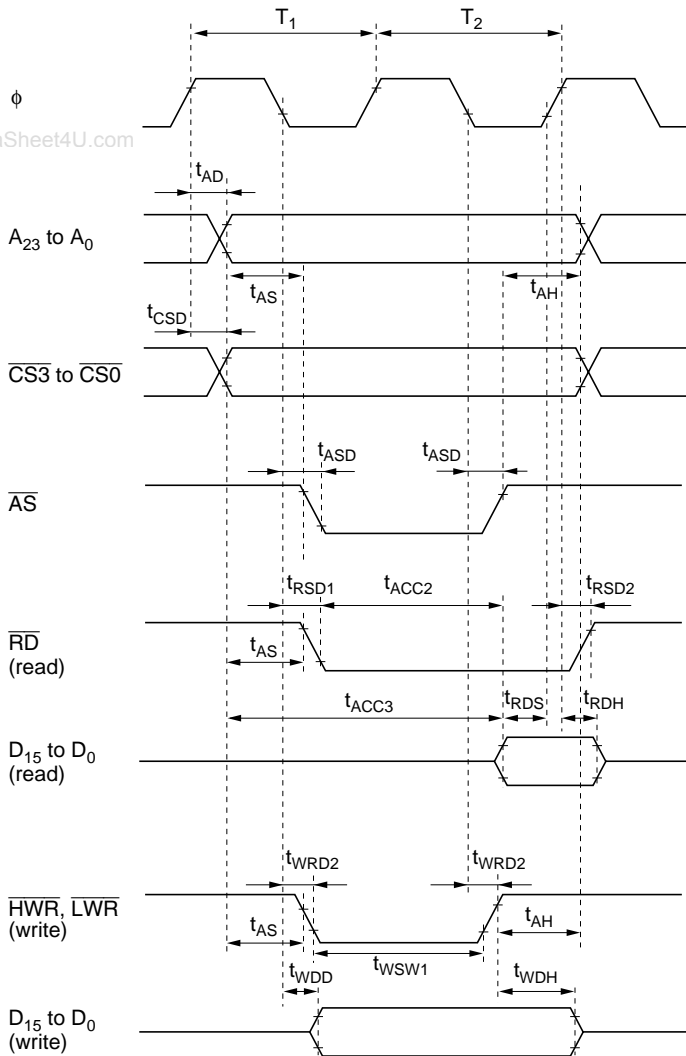 T1 T2
φ
aSheet4U.com
tAD
A23 to A0
tAS tAH
tCSD
CS3 to CS0
tASD tASD
AS
tRSD1 tACC2 tRSD2
RD
(read)
tAS
tACC3 tRDS tRDH
D15 to D0
(read)
tWRD2 tWRD2
HWR, LWR
(write)
tAS tAH
tWSW1
tWDD tWDH
D15 to D0
(write)